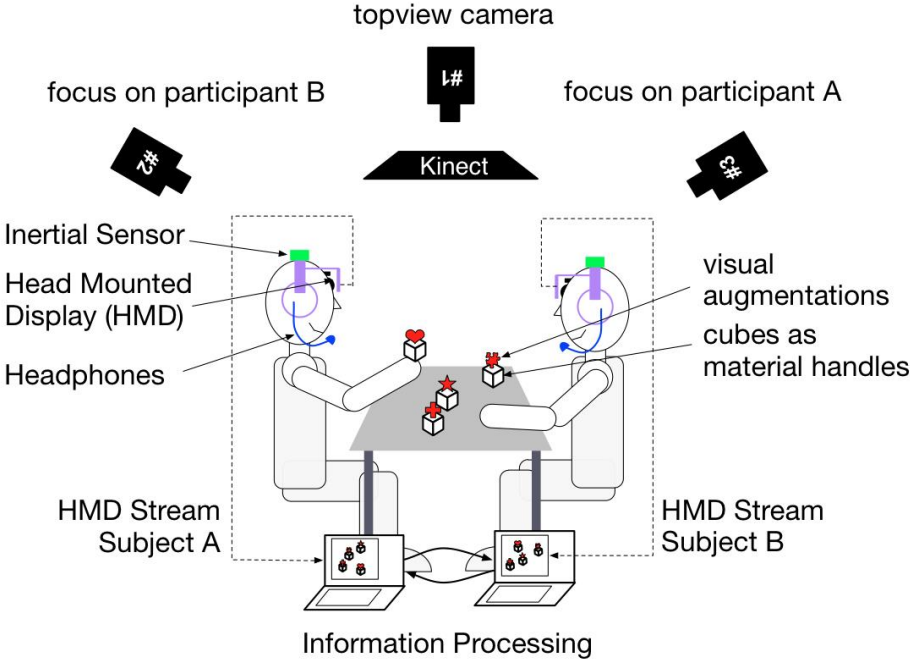 topview camera
#1
focus on participant B
focus on participant A
#2
#3
Kinect
Inertial Sensor
Head Mounted
Display (HMD)
Headphones
visual
augmentations
cubes as
material handles
HMD Stream
Subject A
HMD Stream
Subject B
Information Processing